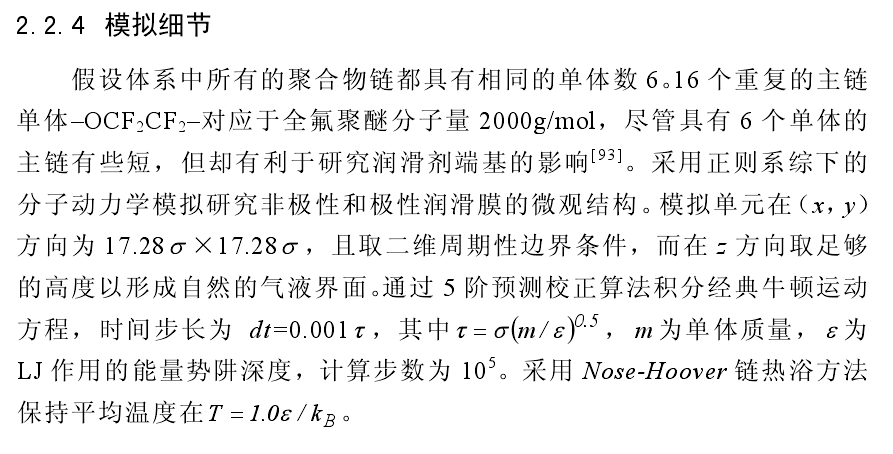 2.2.4 模拟细节
假设体系中所有的聚合物链都具有相同的单体数 6。16 个重复的主链
单体–OCF₂CF₂–对应于全氟聚醚分子量 2000g/mol，尽管具有 6 个单体的
主链有些短，但却有利于研究润滑剂端基的影响[93]。采用正则系综下的
分子动力学模拟研究非极性和极性润滑膜的微观结构。模拟单元在（x, y）
方向为 17.28σ×17.28σ，且取二维周期性边界条件，而在 z 方向取足够
的高度以形成自然的气液界面。通过 5 阶预测校正算法积分经典牛顿运动
方程，时间步长为 dt=0.001τ，其中 τ = σ(m/ε)^0.5，m 为单体质量，ε 为
LJ 作用的能量势阱深度，计算步数为 10⁵。采用 Nose-Hoover 链热浴方法
保持平均温度在 T = 1.0ε/k_B。